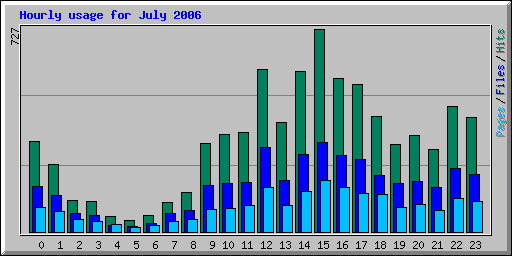 Hourly usage for July 2006
727
Pages / Files / Hits
0 1 2 3 4 5 6 7 8 9 10 11 12 13 14 15 16 17 18 19 20 21 22 23